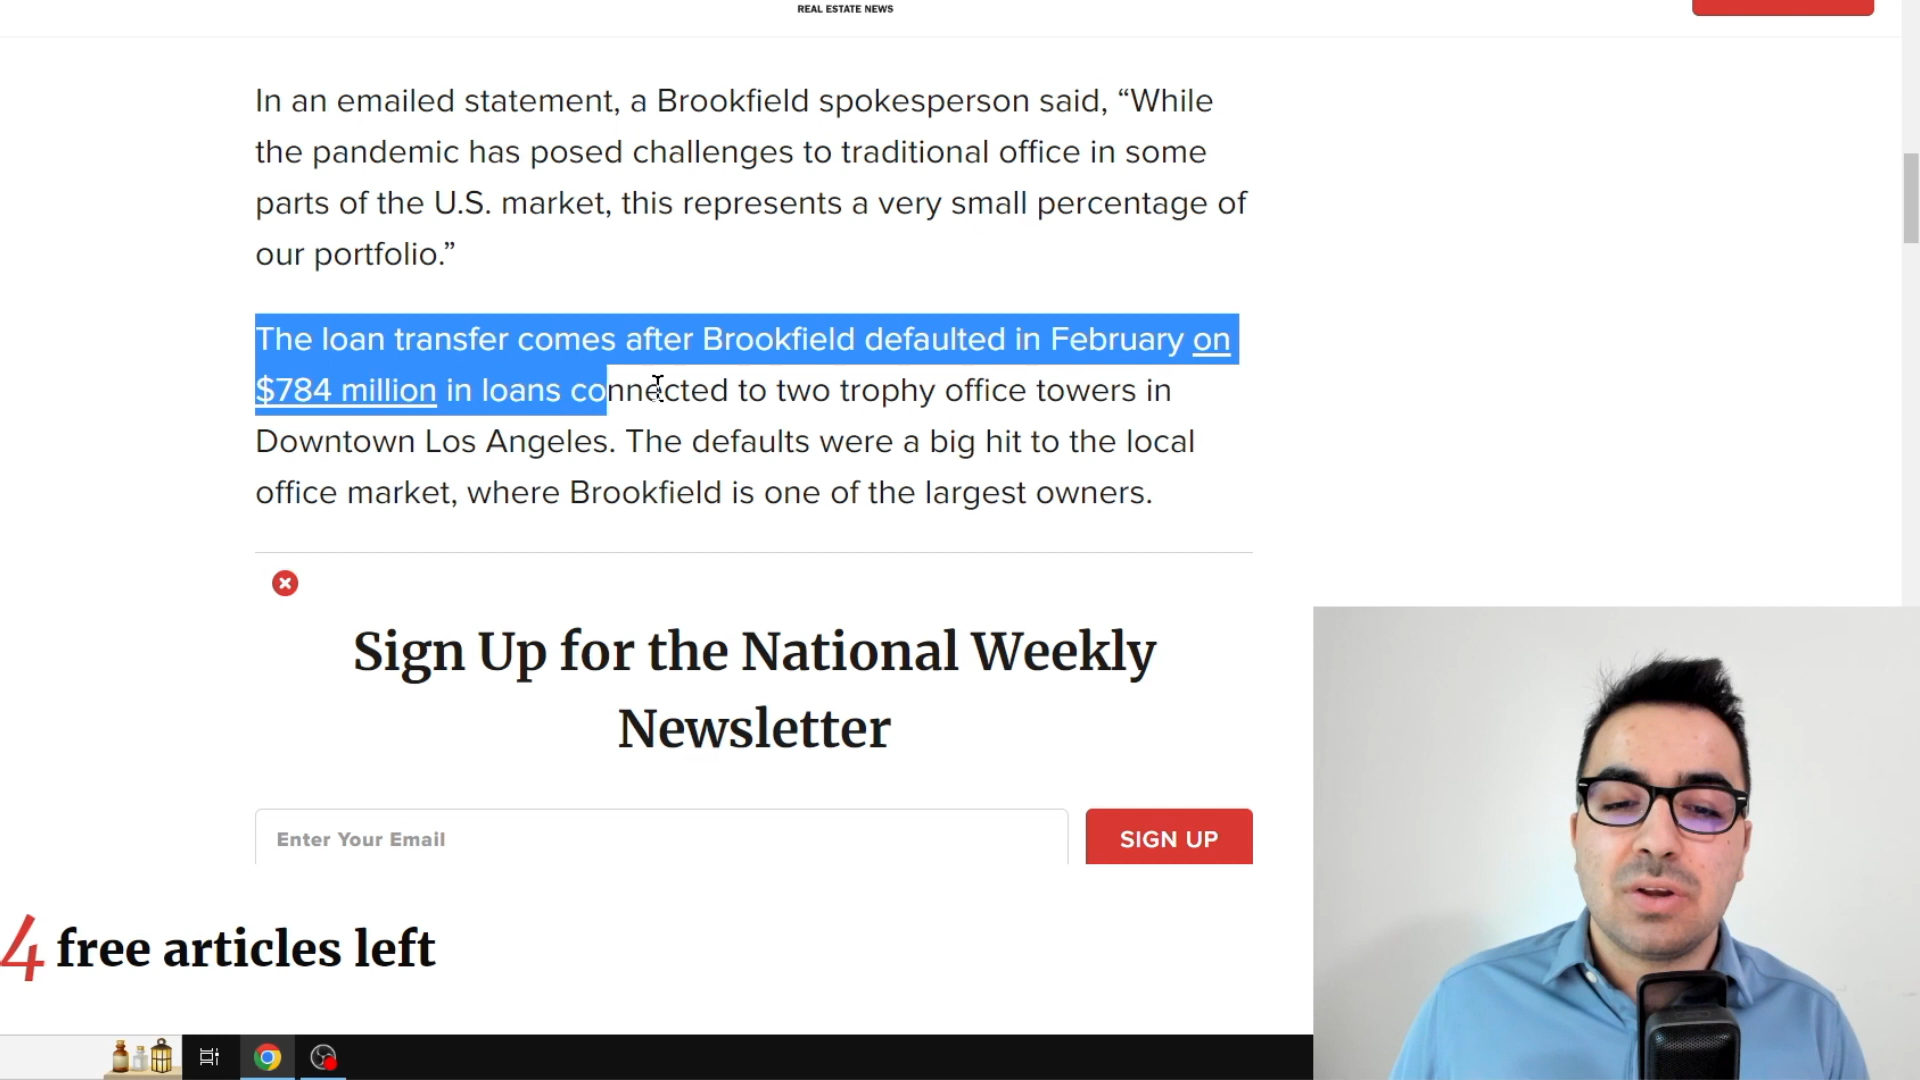 REAL ESTATE NEWS
In an emailed statement, a Brookfield spokesperson said, “While
the pandemic has posed challenges to traditional office in some
parts of the U.S. market, this represents a very small percentage of
our portfolio.”
The loan transfer comes after Brookfield defaulted in February on
$784 million in loans connected to two trophy office towers in
Downtown Los Angeles. The defaults were a big hit to the local
office market, where Brookfield is one of the largest owners.
Sign Up for the National Weekly
Newsletter
Enter Your Email
SIGN UP
4 free articles left